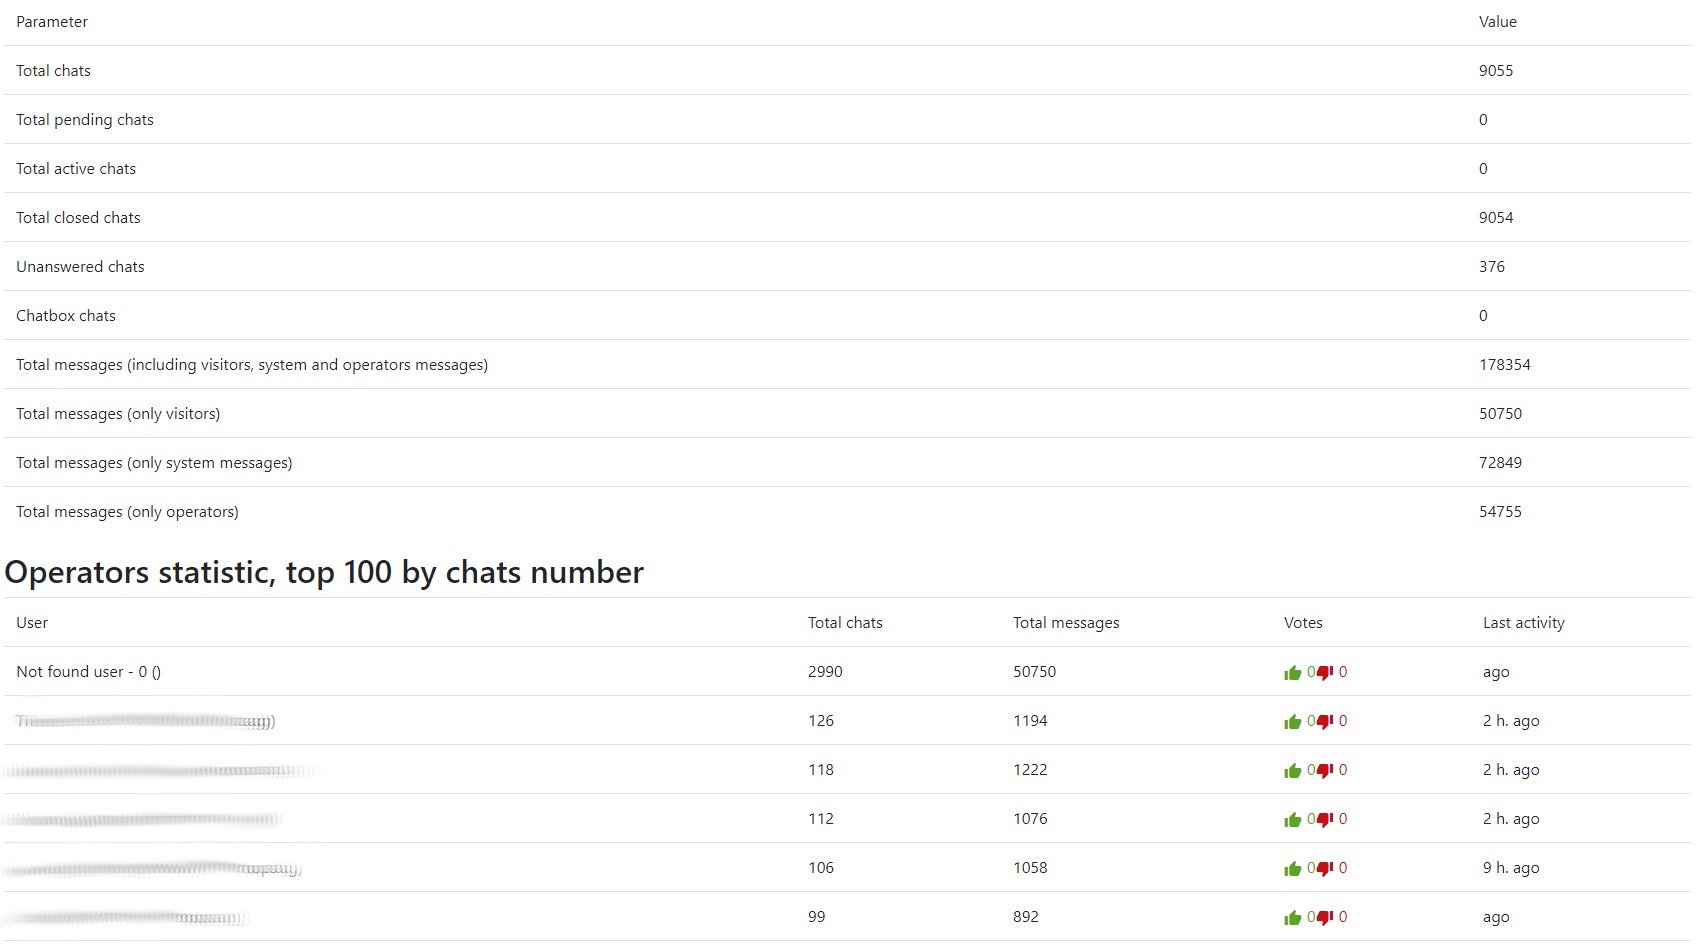 Parameter Value
Total chats 9055
Total pending chats 0
Total active chats 0
Total closed chats 9054
Unanswered chats 376
Chatbox chats 0
Total messages (including visitors, system and operators messages) 178354
Total messages (only visitors) 50750
Total messages (only system messages) 72849
Total messages (only operators) 54755
Operators statistic, top 100 by chats number
User Total chats Total messages Votes Last activity
Not found user - 0 () 2990 50750 0 0 ago
126 1194 0 0 2 h. ago
118 1222 0 0 2 h. ago
112 1076 0 0 2 h. ago
106 1058 0 0 9 h. ago
99 892 0 0 ago